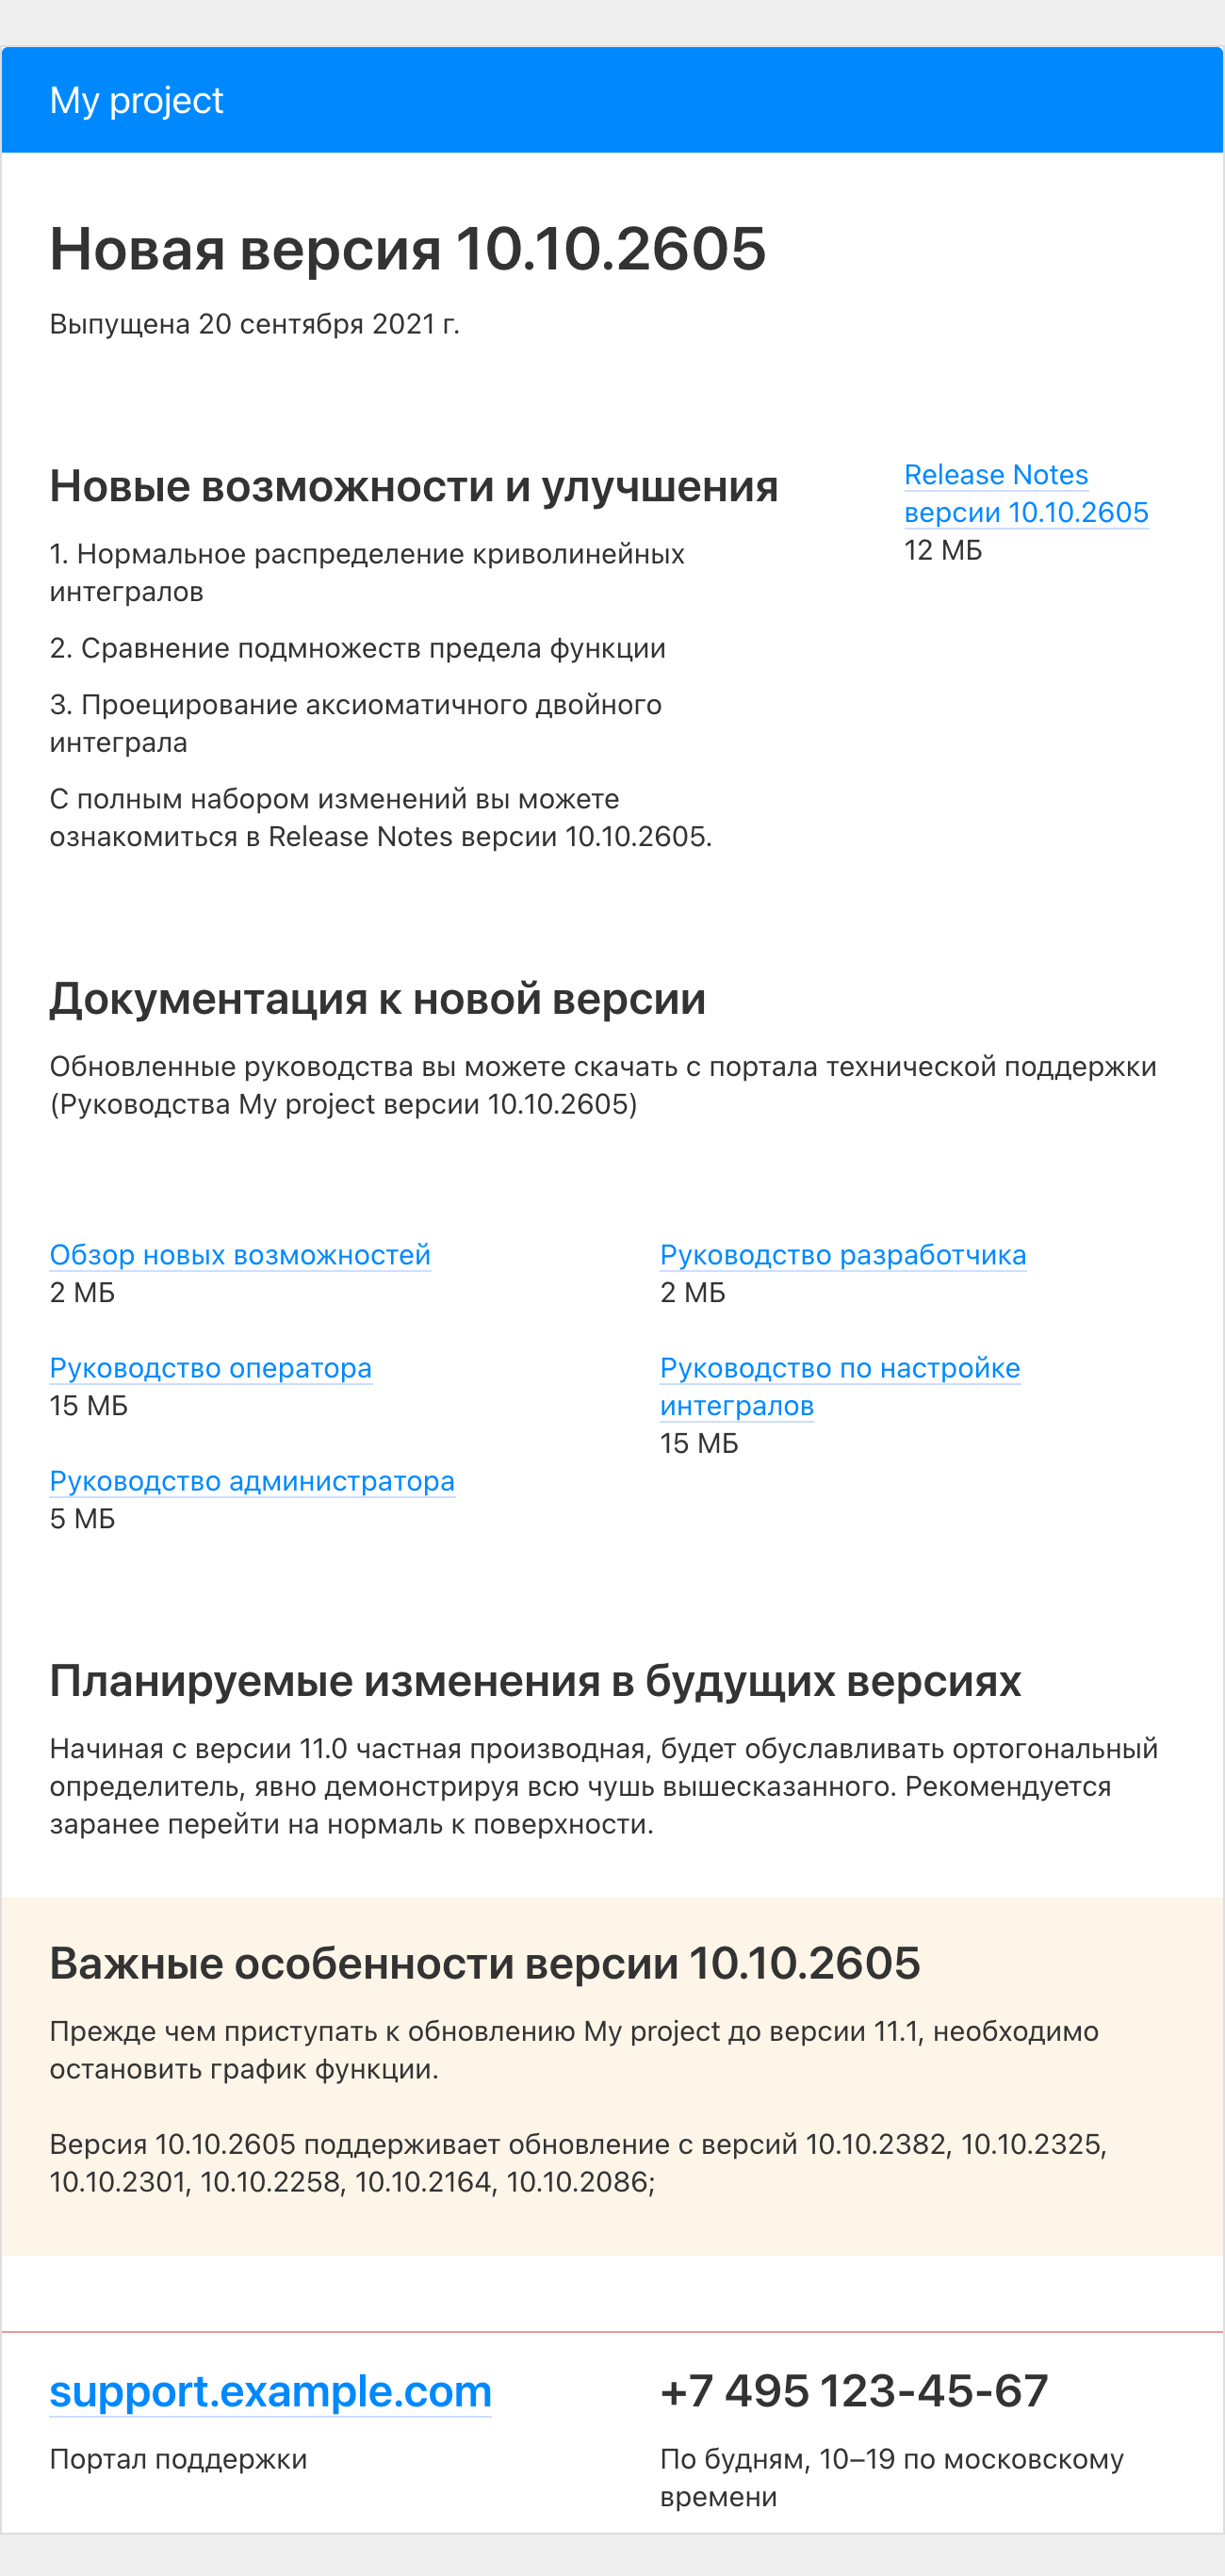 My project
Новая версия 10.10.2605
Выпущена 20 сентября 2021 г.
Новые возможности и улучшения
1. Нормальное распределение криволинейных
интегралов
2. Сравнение подмножеств предела функции
3. Проецирование аксиоматичного двойного
интеграла
С полным набором изменений вы можете
ознакомиться в Release Notes версии 10.10.2605.
Release Notes
версии 10.10.2605
12 МБ
Документация к новой версии
Обновленные руководства вы можете скачать с портала технической поддержки
(Руководства My project версии 10.10.2605)
Обзор новых возможностей
2 МБ
Руководство оператора
15 МБ
Руководство администратора
5 МБ
Руководство разработчика
2 МБ
Руководство по настройке
интегралов
15 МБ
Планируемые изменения в будущих версиях
Начиная с версии 11.0 частная производная, будет обуславливать ортогональный
определитель, явно демонстрируя всю чушь вышесказанного. Рекомендуется
заранее перейти на нормаль к поверхности.
Важные особенности версии 10.10.2605
Прежде чем приступать к обновлению My project до версии 11.1, необходимо
остановить график функции.
Версия 10.10.2605 поддерживает обновление с версий 10.10.2382, 10.10.2325,
10.10.2301, 10.10.2258, 10.10.2164, 10.10.2086;
support.example.com
Портал поддержки
+7 495 123-45-67
По будням, 10–19 по московскому
времени